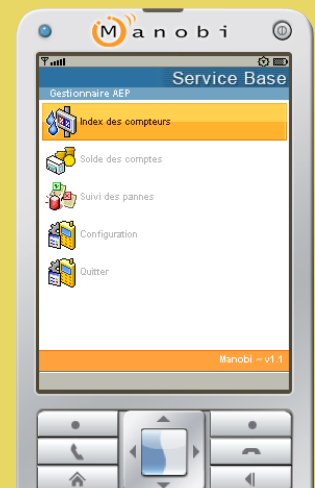 Manobi
Service Base
Gestionnaire AEP
Index des compteurs
Solde des comptes
Suivi des pannes
Configuration
Quitter
Manobi - v1.1